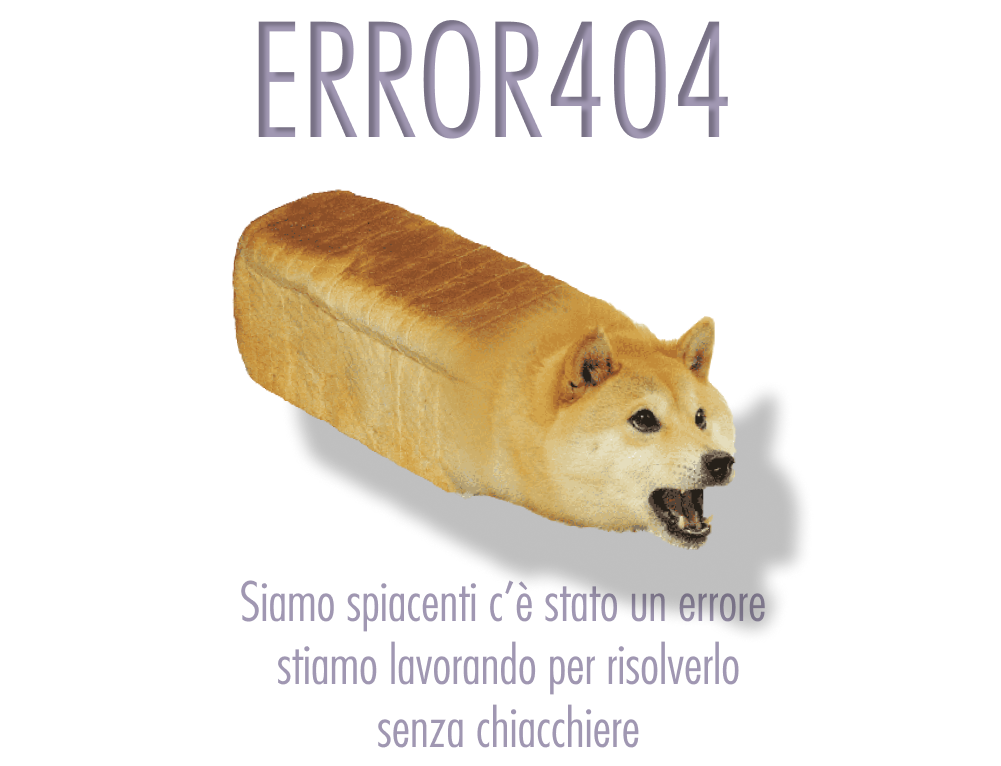 ERROR404
Siamo spiacenti c’è stato un errore
stiamo lavorando per risolverlo
senza chiacchiere